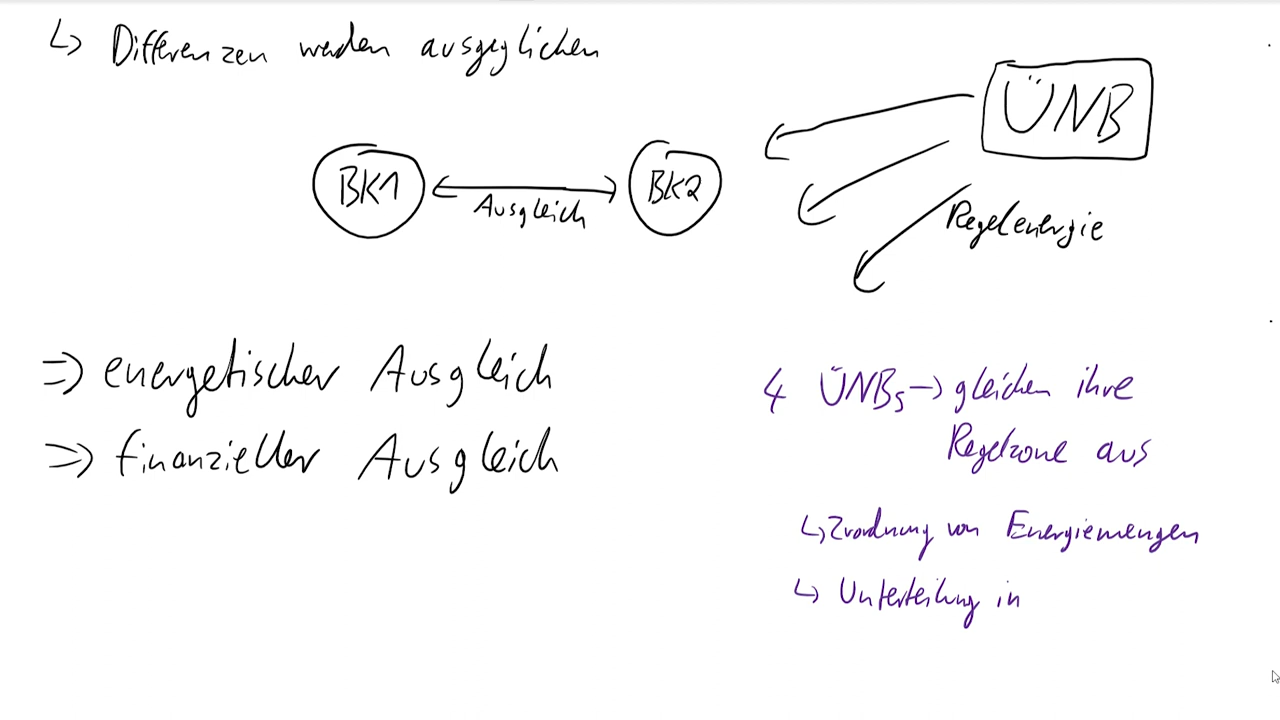 ↳ Differenzen werden ausgeglichen
ÜNB
BK1
BK2
Ausgleich
Regelenergie
⇒ energetischer Ausgleich
⇒ finanzieller Ausgleich
4 ÜNBs → gleichen ihre
Regelzone aus
↳ Zuordnung von Energiemengen
↳ Unterteilung in